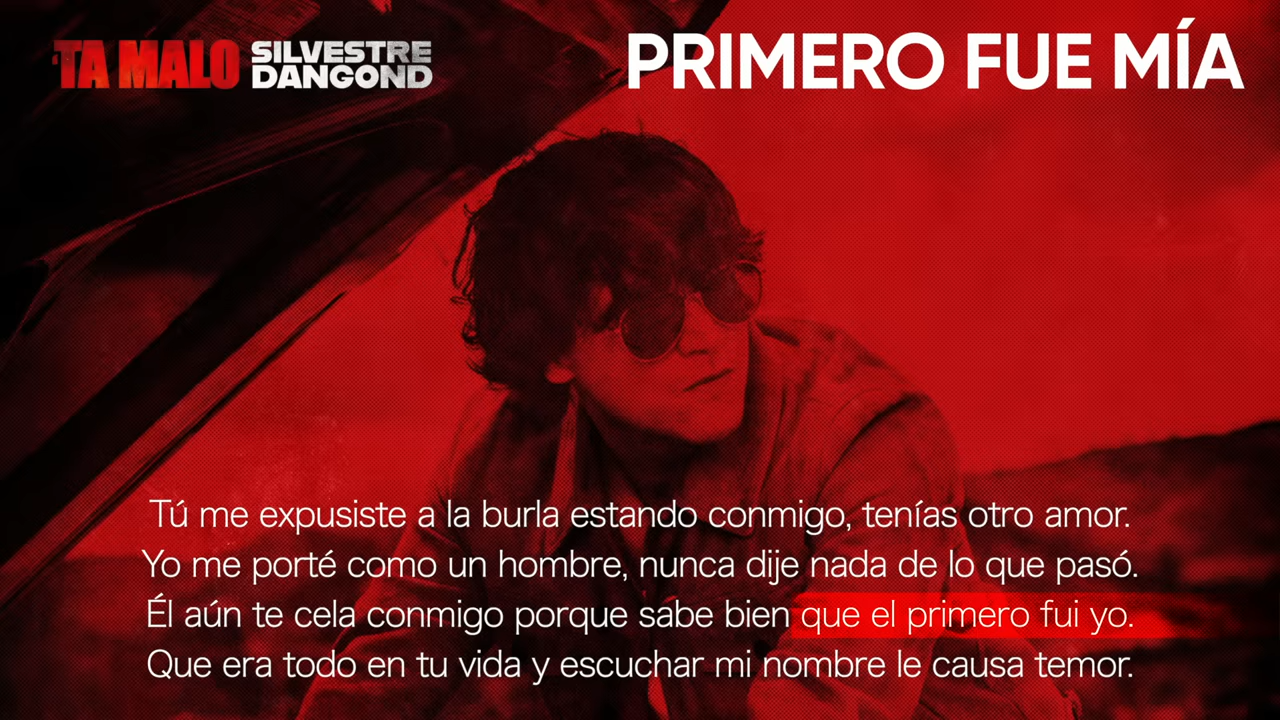 'TA MALO
SILVESTRE
DANGOND
PRIMERO FUE MÍA
Tú me expusiste a la burla estando conmigo, tenías otro amor.
Yo me porté como un hombre, nunca dije nada de lo que pasó.
Él aún te cela conmigo porque sabe bien que el primero fui yo.
Que era todo en tu vida y escuchar mi nombre le causa temor.